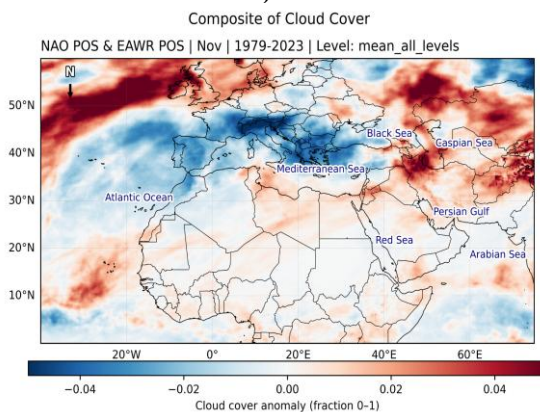 Composite of Cloud Cover
NAO POS & EAWR POS | Nov | 1979-2023 | Level: mean_all_levels
N
50°N
Black Sea
Caspian Sea
40°N
Mediterranean Sea
30°N
Atlantic Ocean
Persian Gulf
20°N
Red Sea
Arabian Sea
10°N
20°W 0° 20°E 40°E 60°E
−0.04 −0.02 0.00 0.02 0.04
Cloud cover anomaly (fraction 0–1)